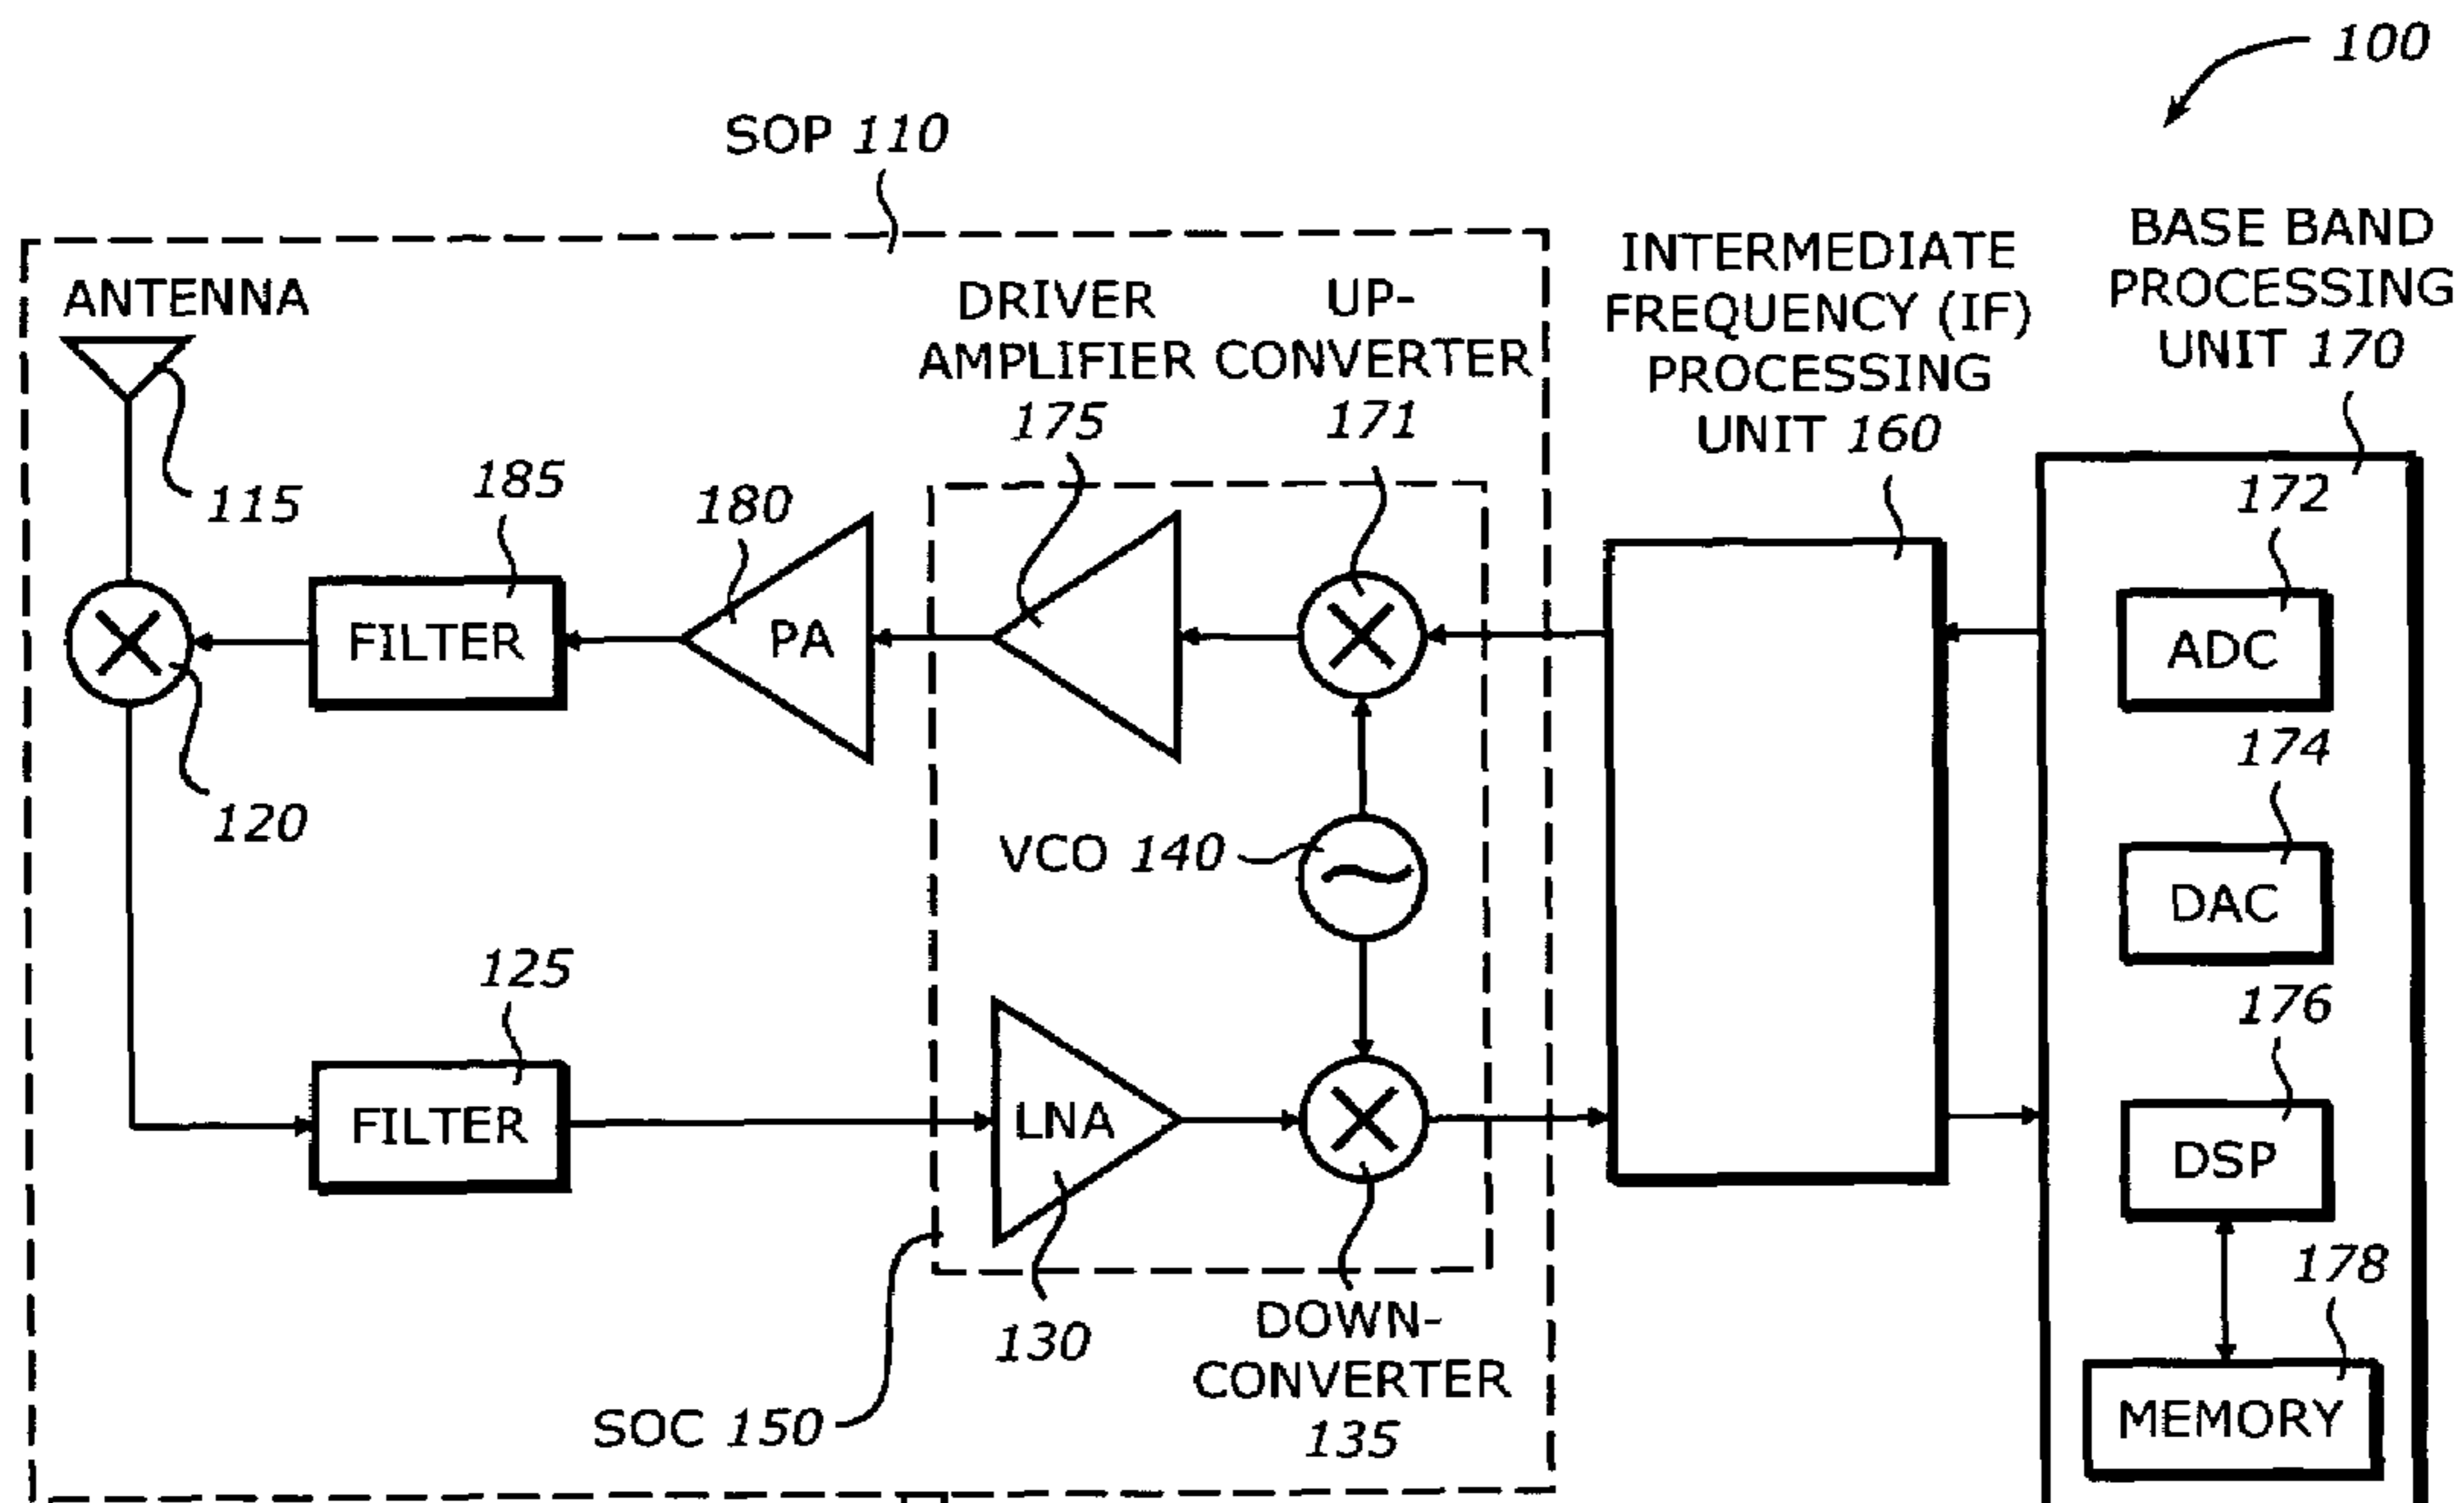 100
SOP 110
BASE BAND
PROCESSING
UNIT 170
INTERMEDIATE
FREQUENCY (IF)
PROCESSING
UNIT 160
ANTENNA
DRIVER
AMPLIFIER
175
UP-
CONVERTER
171
115
185
180
172
FILTER
PA
ADC
120
174
VCO 140
DAC
125
176
FILTER
LNA
DSP
130
178
DOWN-
CONVERTER
135
SOC 150
MEMORY